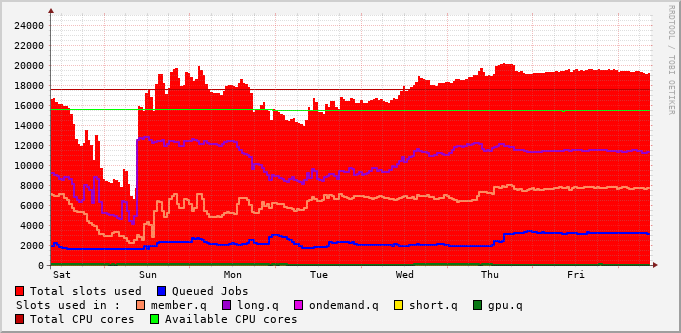 RRDTOOL / TOBI OETIKER
24000
22000
20000
18000
16000
14000
12000
10000
8000
6000
4000
2000
0
Sat Sun Mon Tue Wed Thu Fri
Total slots used Queued Jobs
Slots used in : member.q long.q ondemand.q short.q gpu.q
Total CPU cores Available CPU cores